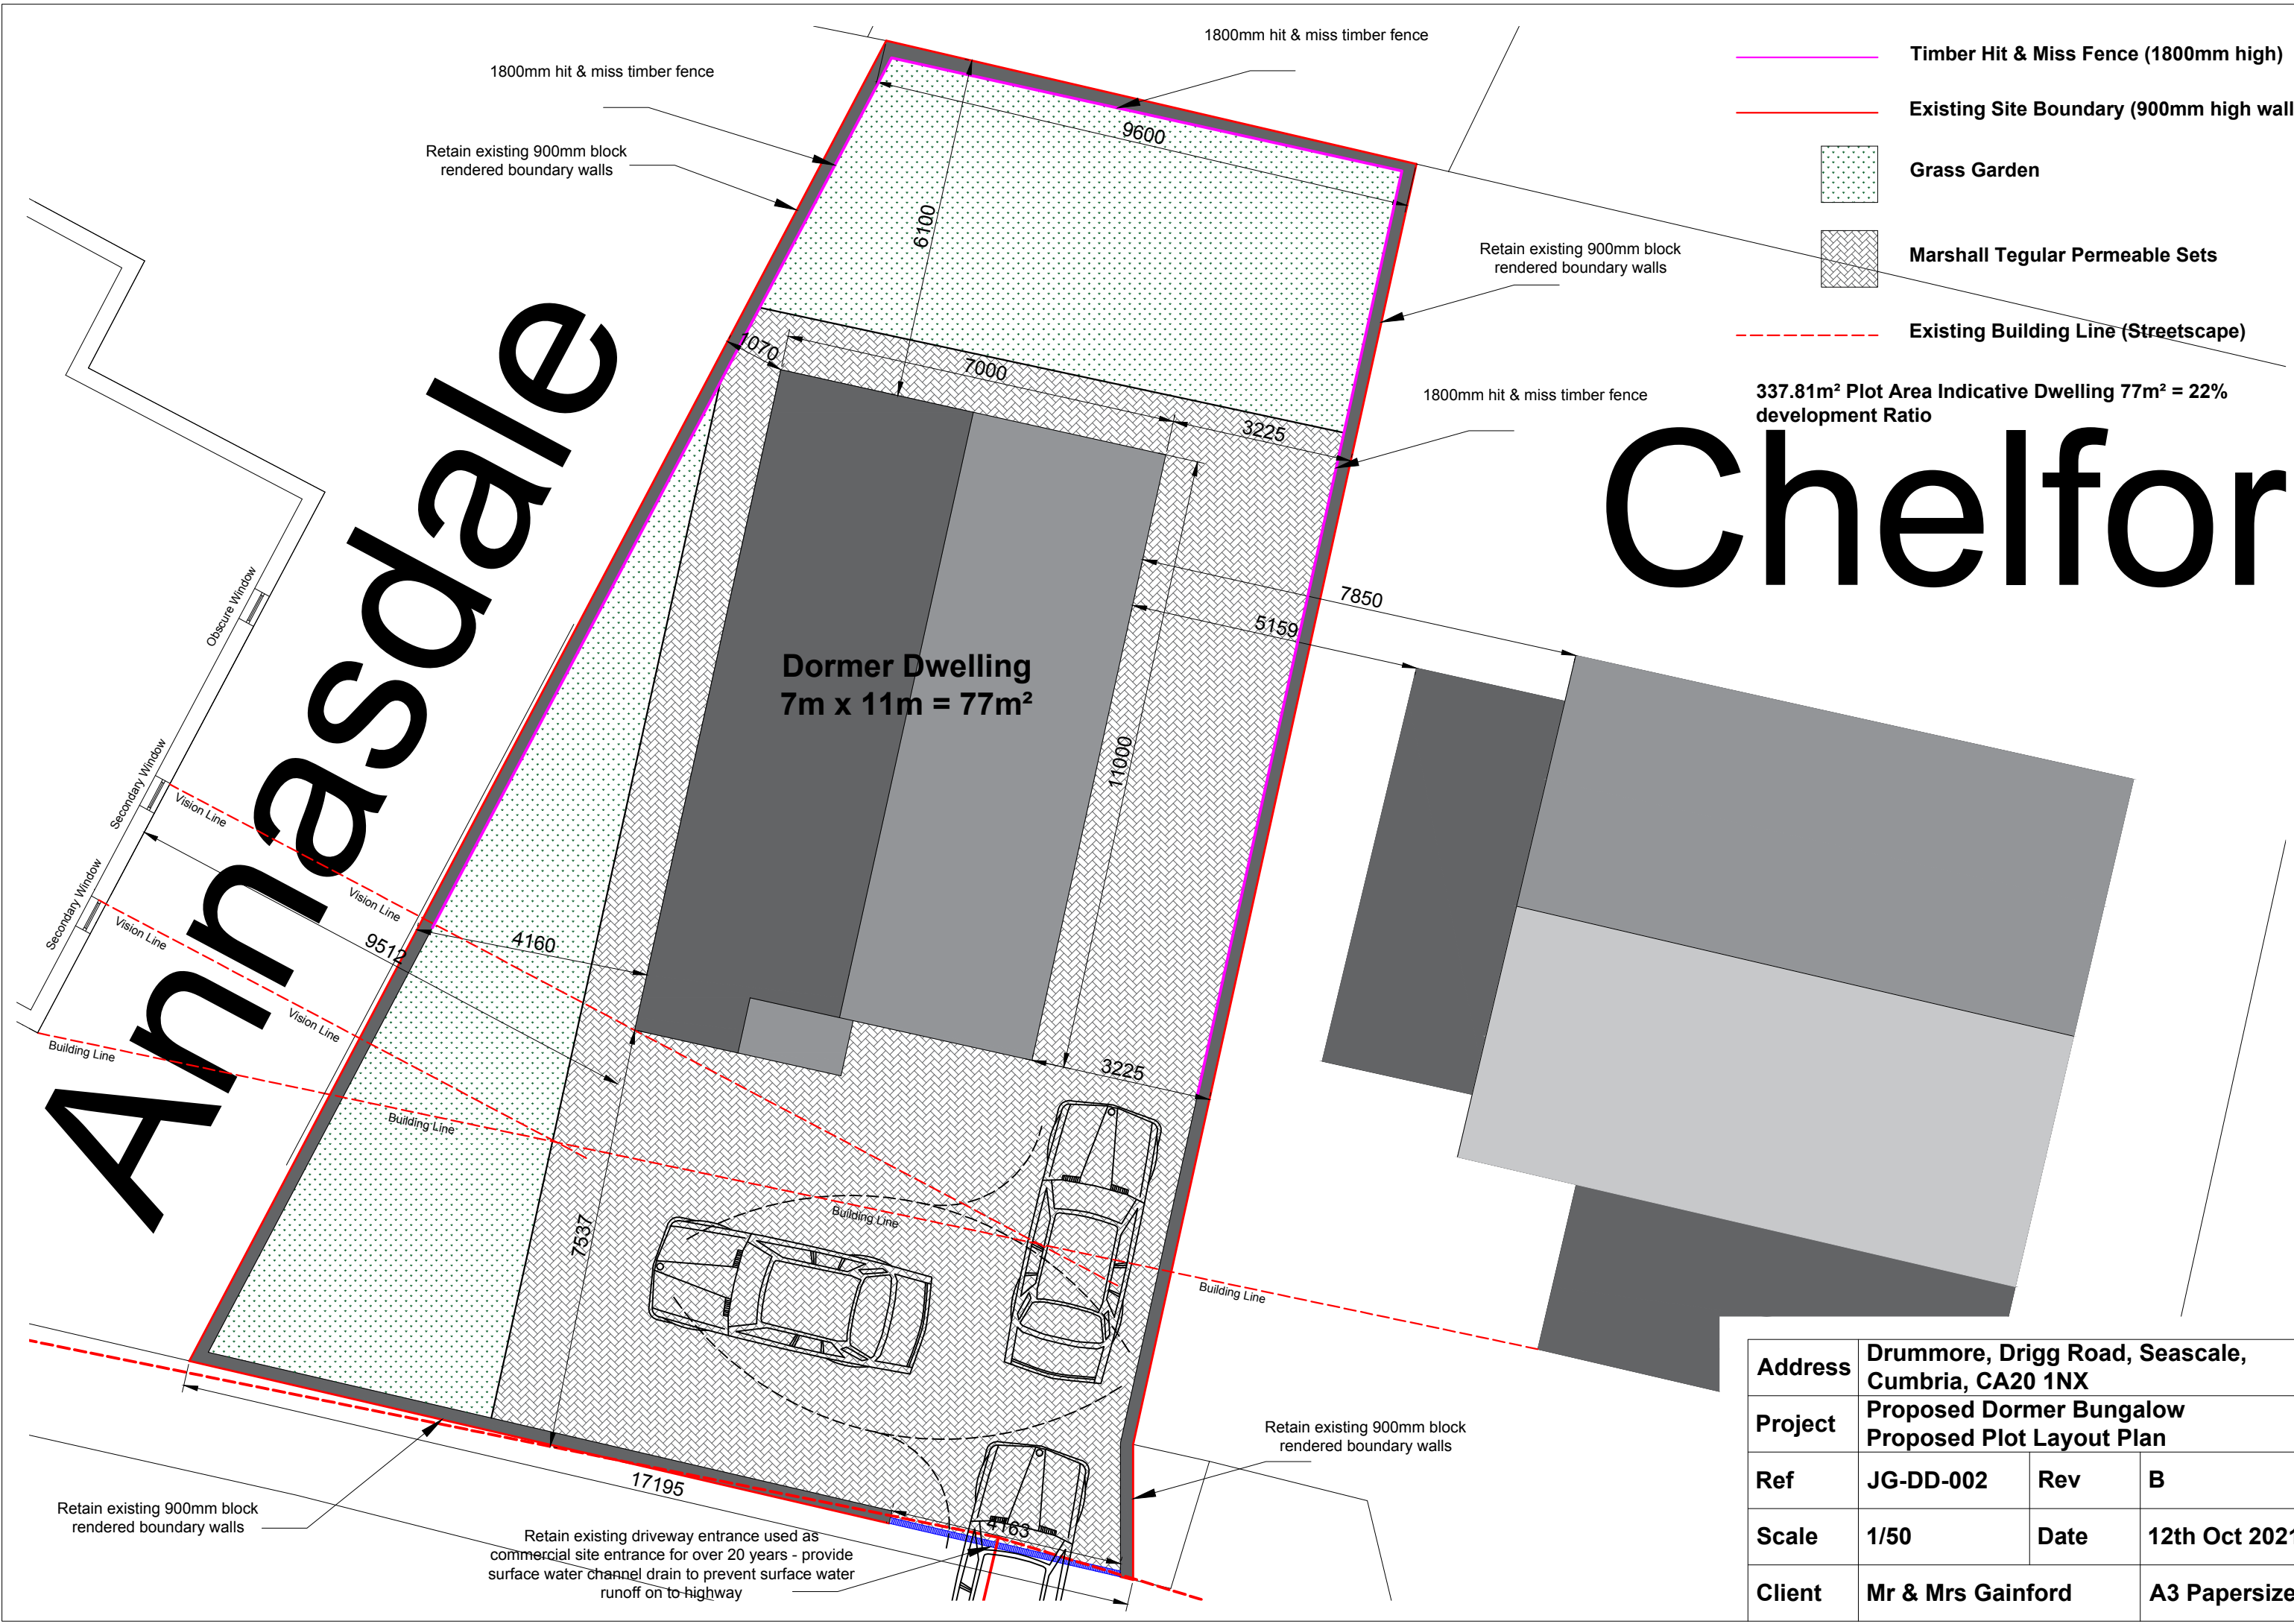 1800mm hit & miss timber fence
1800mm hit & miss timber fence
Retain existing 900mm block
rendered boundary walls
Timber Hit & Miss Fence (1800mm high)
Existing Site Boundary (900mm high wall
Grass Garden
Marshall Tegular Permeable Sets
Existing Building Line (Streetscape)
337.81m² Plot Area Indicative Dwelling 77m² = 22%
development Ratio
Retain existing 900mm block
rendered boundary walls
1800mm hit & miss timber fence
Chelfor
Annasdale
9600
6100
1070
7000
3225
7850
5159
11000
Dormer Dwelling
7m x 11m = 77m²
Obscure Window
Secondary Window
Secondary Window
Vision Line
Vision Line
Vision Line
Vision Line
9512
4160
3225
Building Line
Building Line
Building Line
Building Line
7537
17195
4163
Retain existing 900mm block
rendered boundary walls
Retain existing 900mm block
rendered boundary walls
Retain existing driveway entrance used as
commercial site entrance for over 20 years - provide
surface water channel drain to prevent surface water
runoff on to highway
Address Drummore, Drigg Road, Seascale,
Cumbria, CA20 1NX
Project Proposed Dormer Bungalow
Proposed Plot Layout Plan
Ref JG-DD-002 Rev B
Scale 1/50 Date 12th Oct 2021
Client Mr & Mrs Gainford A3 Papersize